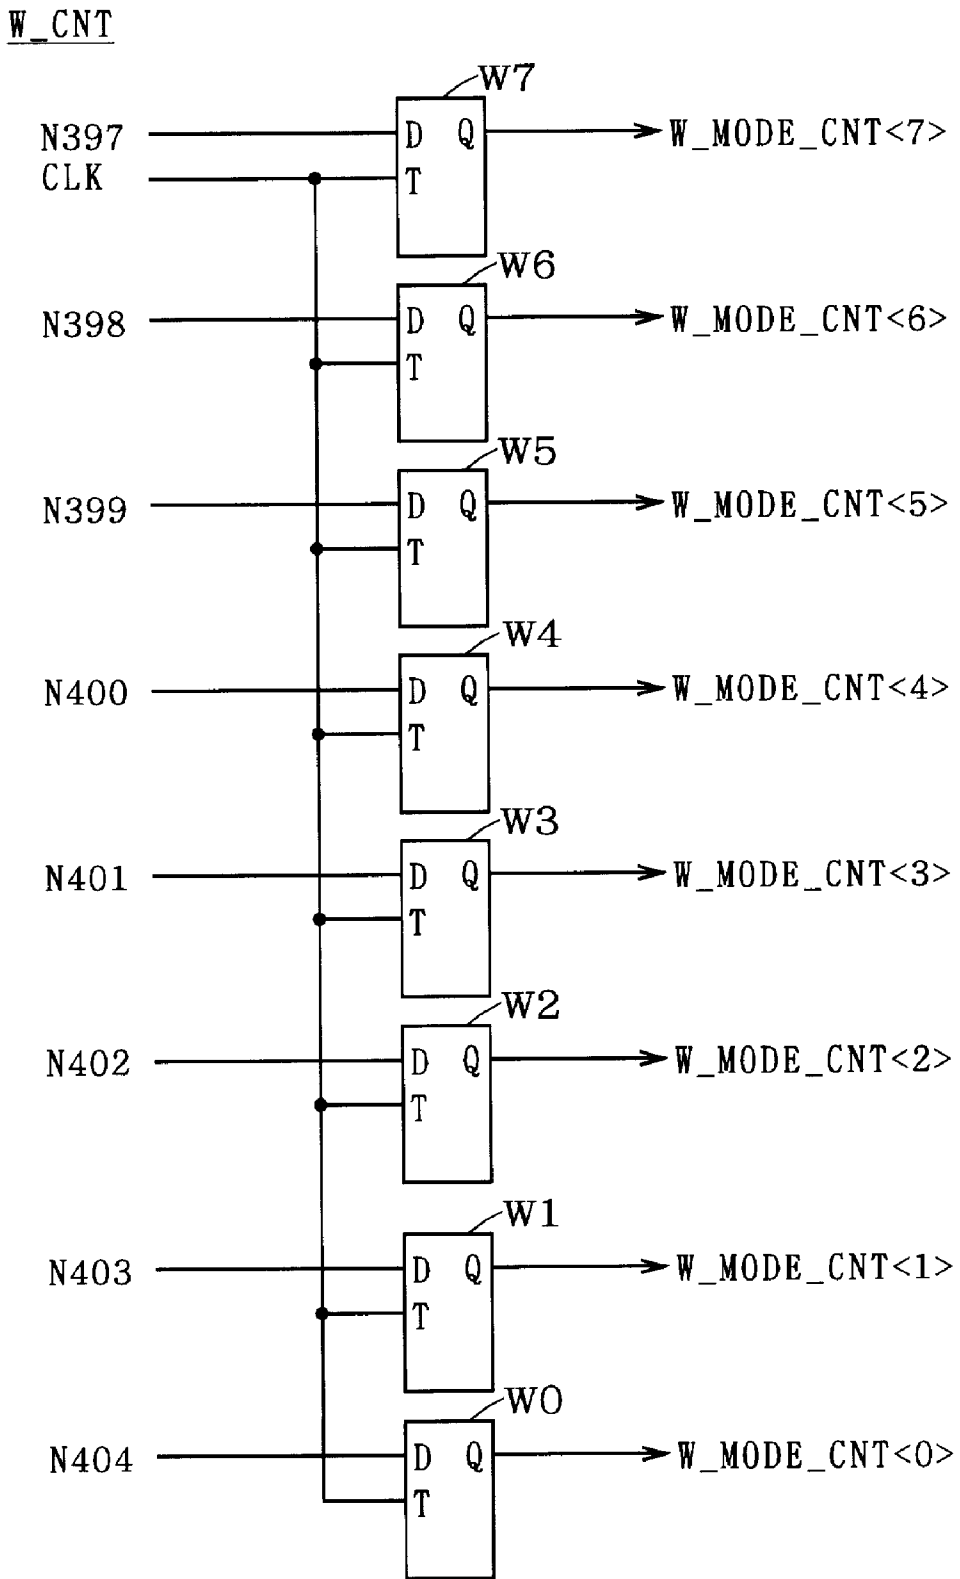 W_CNT
W7
N397 D Q W_MODE_CNT<7>
CLK T
W6
N398 D Q W_MODE_CNT<6>
T
W5
N399 D Q W_MODE_CNT<5>
T
W4
N400 D Q W_MODE_CNT<4>
T
W3
N401 D Q W_MODE_CNT<3>
T
W2
N402 D Q W_MODE_CNT<2>
T
W1
N403 D Q W_MODE_CNT<1>
T
W0
N404 D Q W_MODE_CNT<0>
T